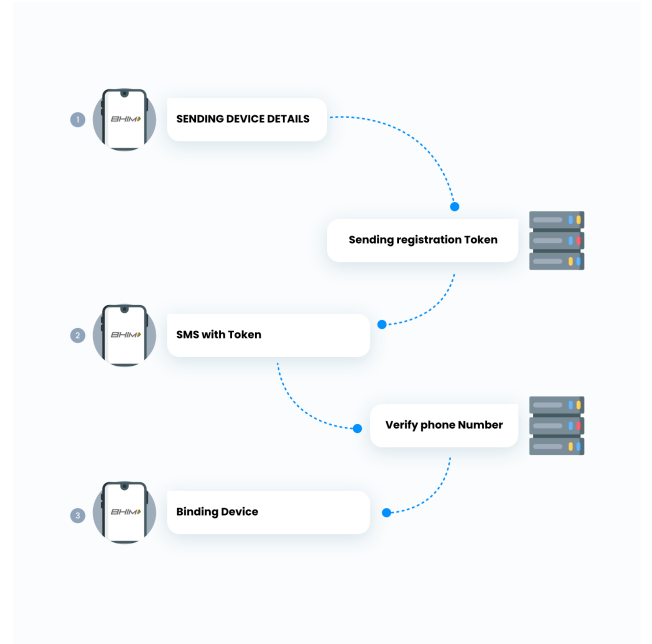 1
BHIM
SENDING DEVICE DETAILS
Sending registration Token
2
BHIM
SMS with Token
Verify phone Number
3
BHIM
Binding Device